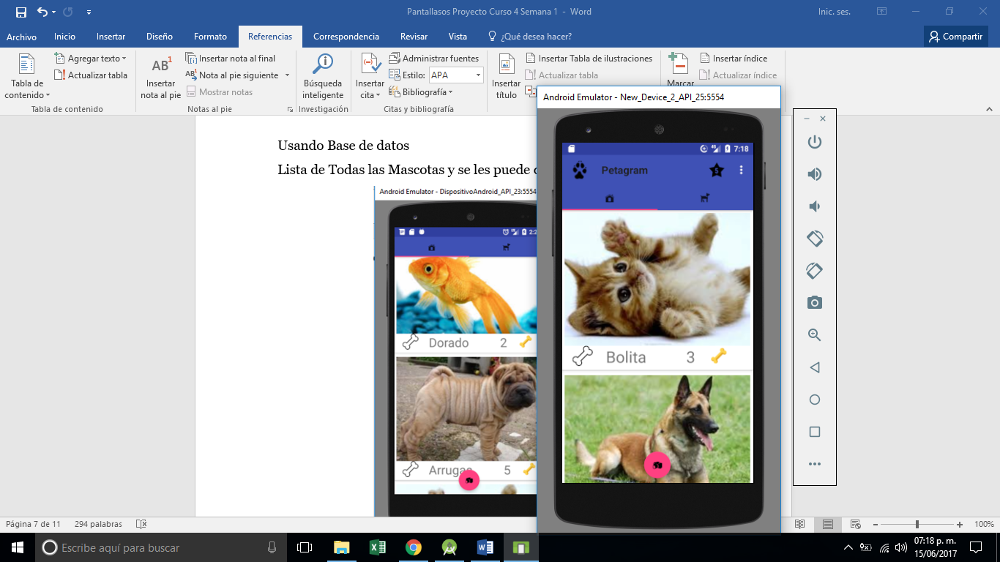 Pantallasos Proyecto Curso 4 Semana 1 - Word
Inic. ses.
Archivo Inicio Insertar Diseño Formato Referencias Correspondencia Revisar Vista ¿Qué desea hacer? Compartir
Tabla de contenido
Agregar texto
Actualizar tabla
Tabla de contenido
AB1
Insertar nota al pie
Insertar nota al final
Nota al pie siguiente
Mostrar notas
Notas al pie
Búsqueda inteligente
Investigación
Insertar cita
Administrar fuentes
Estilo: APA
Bibliografía
Citas y bibliografía
Insertar título
Insertar Tabla de ilustraciones
Actualizar tabla
Marcar
Insertar índice
Actualizar índice
Usando Base de datos
Lista de Todas las Mascotas y se les puede
Android Emulator - DispositivoAndroid_API_23:5554
Dorado 2
Arrugas 5
Android Emulator - New_Device_2_API_25:5554
4G 7:18
Petagram 5
Bolita 3
Página 7 de 11 294 palabras
100%
Escribe aquí para buscar
07:18 p. m.
15/06/2017